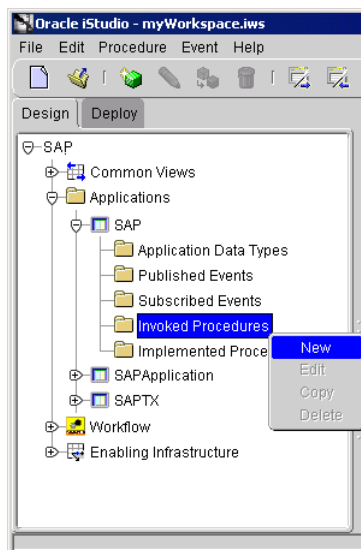 Oracle iStudio - myWorkspace.iws
File Edit Procedure Event Help
Design Deploy
SAP
Common Views
Applications
SAP
Application Data Types
Published Events
Subscribed Events
Invoked Procedures
Implemented Proce
New
Edit
Copy
Delete
SAPApplication
SAPTX
Workflow
Enabling Infrastructure